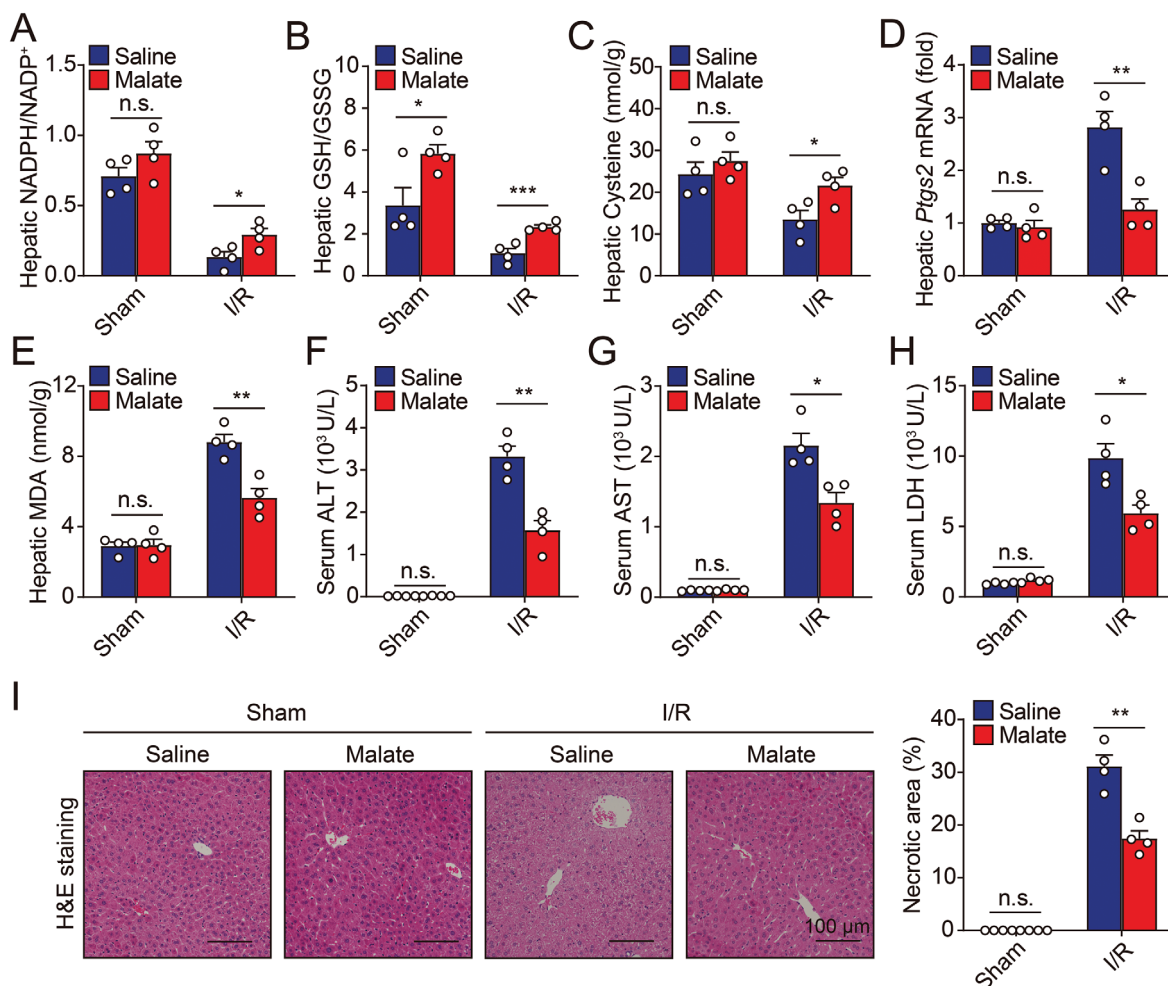 A
Hepatic NADPH/NADP⁺
Saline
Malate
1.5
1.0
0.5
0.0
n.s.
*
Sham
I/R
B
Hepatic GSH/GSSG
Saline
Malate
10
8
6
4
2
0
*
***
Sham
I/R
C
Hepatic Cysteine (nmol/g)
Saline
Malate
50
40
30
20
10
0
n.s.
*
Sham
I/R
D
Hepatic Ptgs2 mRNA (fold)
Saline
Malate
4
3
2
1
0
n.s.
**
Sham
I/R
E
Hepatic MDA (nmol/g)
Saline
Malate
12
9
6
3
0
n.s.
**
Sham
I/R
F
Serum ALT (10³ U/L)
Saline
Malate
5
4
3
2
1
0
n.s.
**
Sham
I/R
G
Serum AST (10³ U/L)
Saline
Malate
3
2
1
0
n.s.
*
Sham
I/R
H
Serum LDH (10³ U/L)
Saline
Malate
15
10
5
0
n.s.
*
Sham
I/R
I
Sham
I/R
Saline
Malate
Saline
Malate
H&E staining
100 μm
Necrotic area (%)
Saline
Malate
40
30
20
10
0
n.s.
**
Sham
I/R